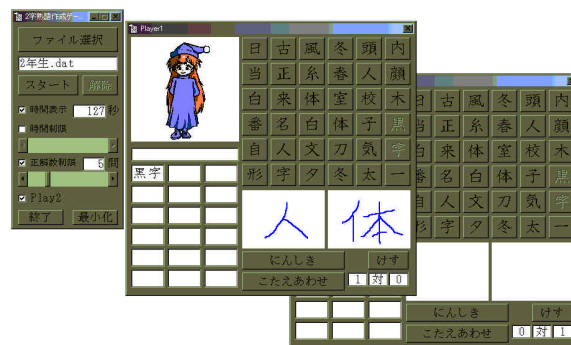 2字熟語作成ゲー..
ファイル選択
2年生.dat
スタート 解除
時間表示 127 秒
時間制限
正解数制限 5 問
Play2
終了 最小化
Player1
日 古 風 冬 頭 内
当 正 糸 春 人 顔
白 来 体 室 校 木
番 名 白 体 子 黒
自 人 文 刀 気 字
形 字 夕 冬 太 一
黒字
人 体
にんしき けす
こたえあわせ 1 対 0
日 古 風 冬 頭 内
当 正 糸 春 人 顔
来 体 室 校 木
名 白 体 子 黒
人 文 刀 気 字
字 夕 冬 太 一
にんしき けす
こたえあわせ 0 対 1